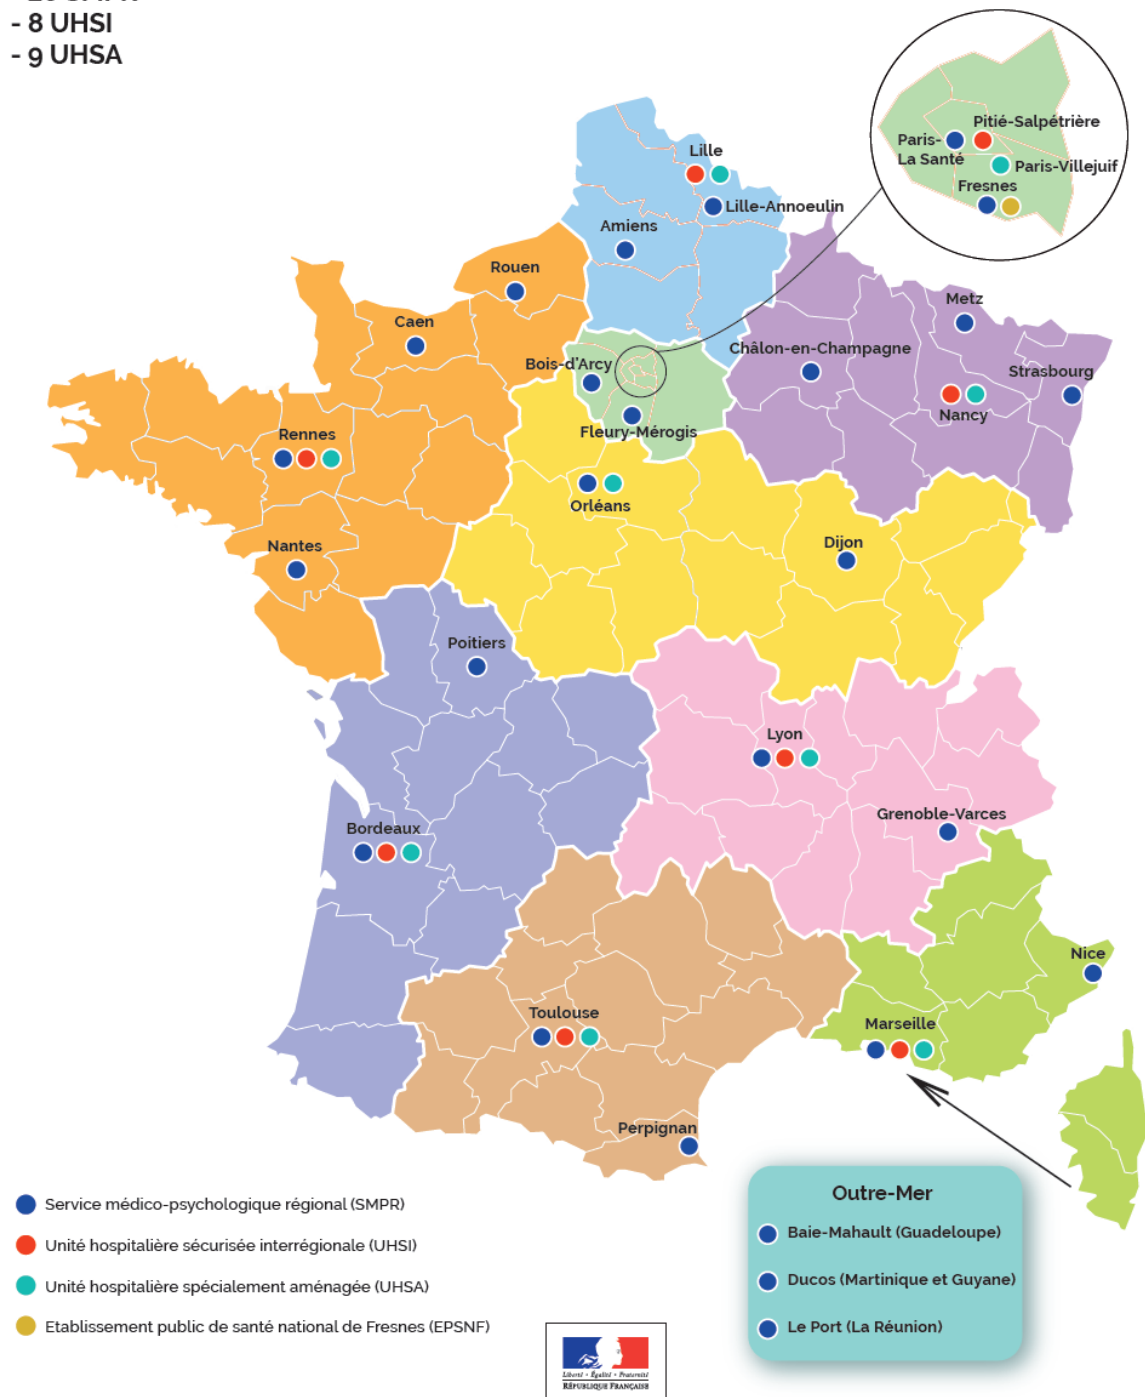 - 8 UHSI
- 9 UHSA
Pitié-Salpétrière
Paris-
La Santé
Paris-Villejuif
Fresnes
Lille
Lille-Annoeulin
Amiens
Rouen
Caen
Metz
Châlon-en-Champagne
Bois-d'Arcy
Strasbourg
Nancy
Fleury-Mérogis
Rennes
Orléans
Nantes
Dijon
Poitiers
Lyon
Grenoble-Varces
Bordeaux
Nice
Toulouse
Marseille
Perpignan
Service médico-psychologique régional (SMPR)
Unité hospitalière sécurisée interrégionale (UHSI)
Unité hospitalière spécialement aménagée (UHSA)
Etablissement public de santé national de Fresnes (EPSNF)
Outre-Mer
Baie-Mahault (Guadeloupe)
Ducos (Martinique et Guyane)
Le Port (La Réunion)
Liberté • Égalité • Fraternité
RÉPUBLIQUE FRANÇAISE